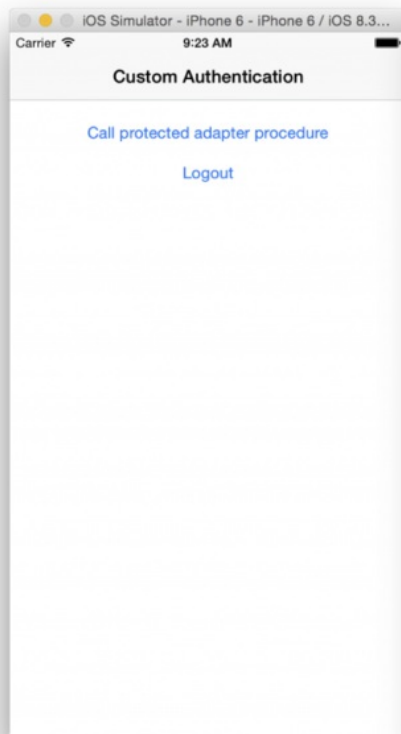 iOS Simulator - iPhone 6 - iPhone 6 / iOS 8.3...
Carrier 9:23 AM
Custom Authentication
Call protected adapter procedure
Logout